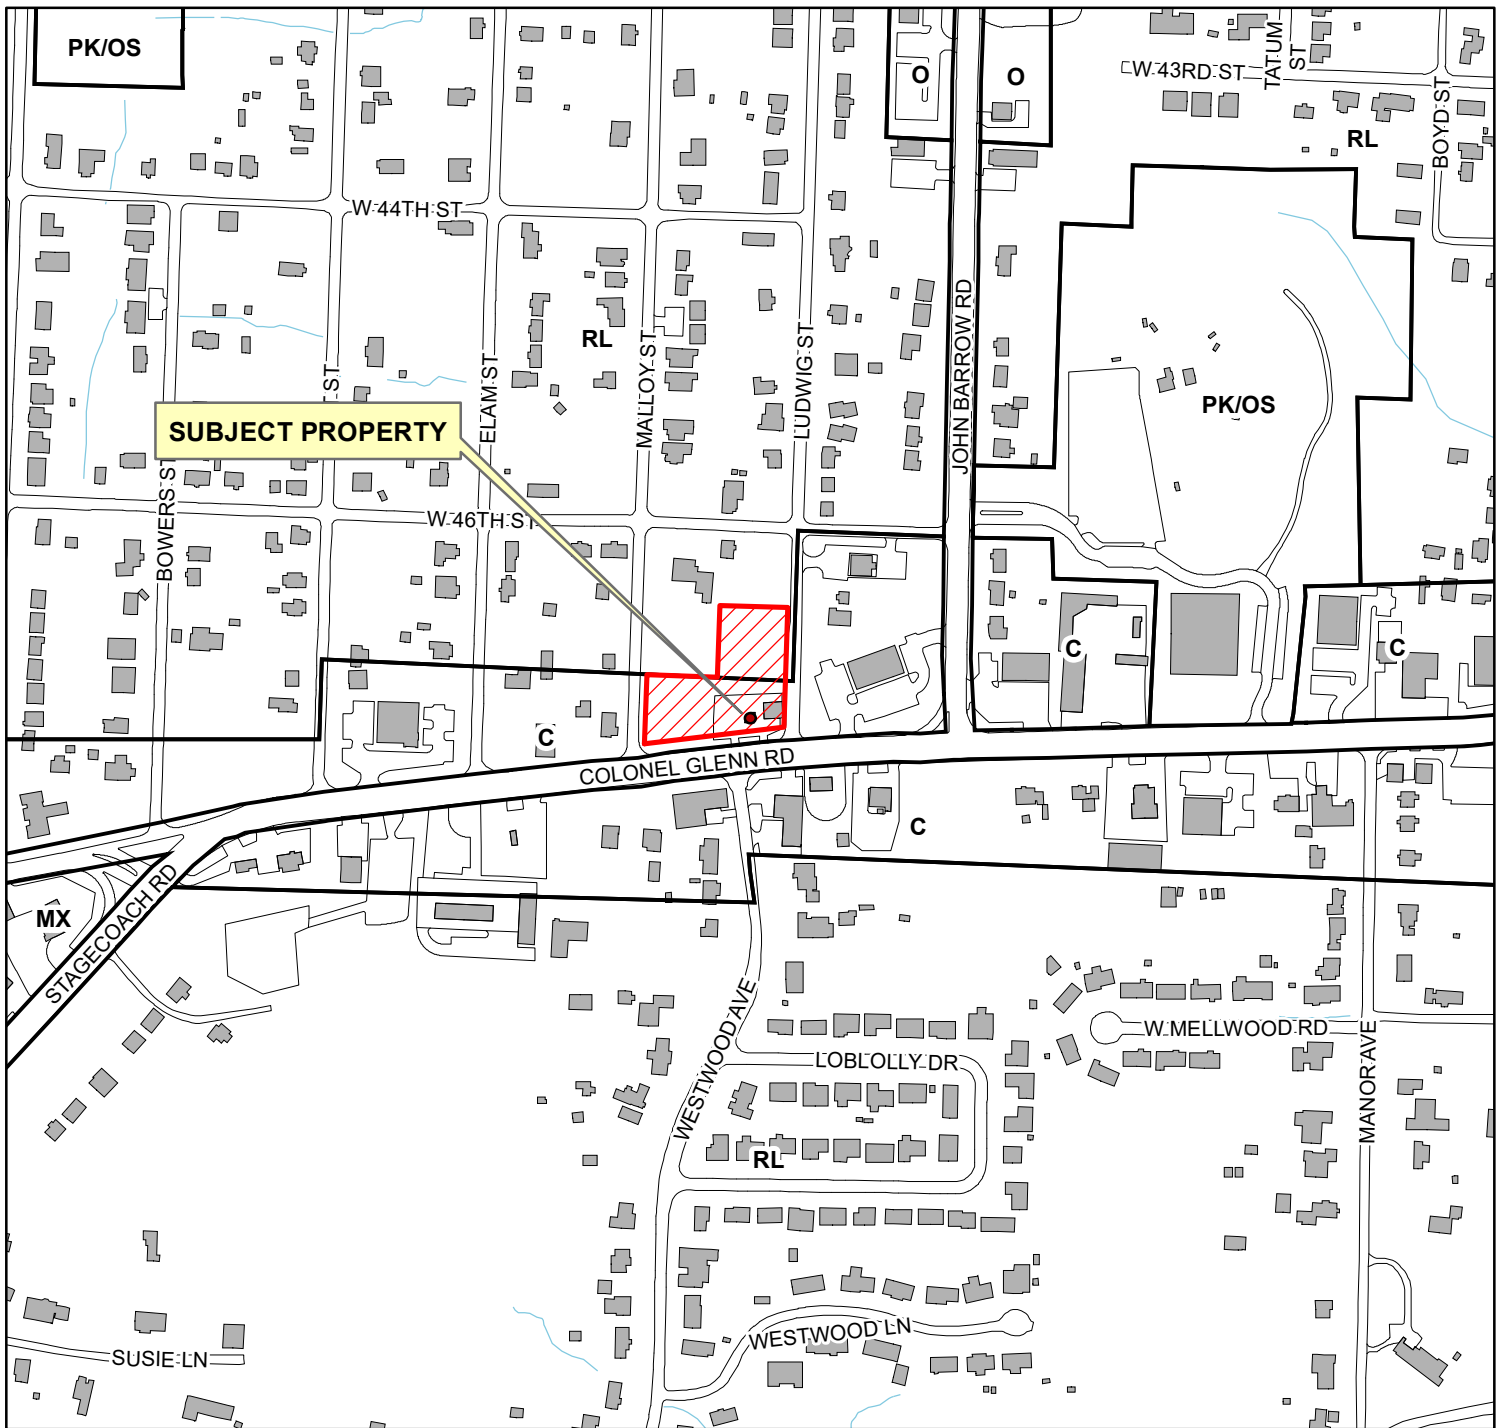 PK/OS
O
O
W 43RD ST
TATUM
ST
BOYD ST
RL
W 44TH ST
JOHN BARROW RD
RL
ST
ELAM ST
MALLOY ST
LUDWIG ST
PK/OS
SUBJECT PROPERTY
BOWERS ST
W 46TH ST
C
C
C
COLONEL GLENN RD
C
STAGECOACH RD
MX
WESTWOOD AVE
W MELLWOOD RD
LOBLOLLY DR
MANOR AVE
RL
WESTWOOD LN
SUSIE LN